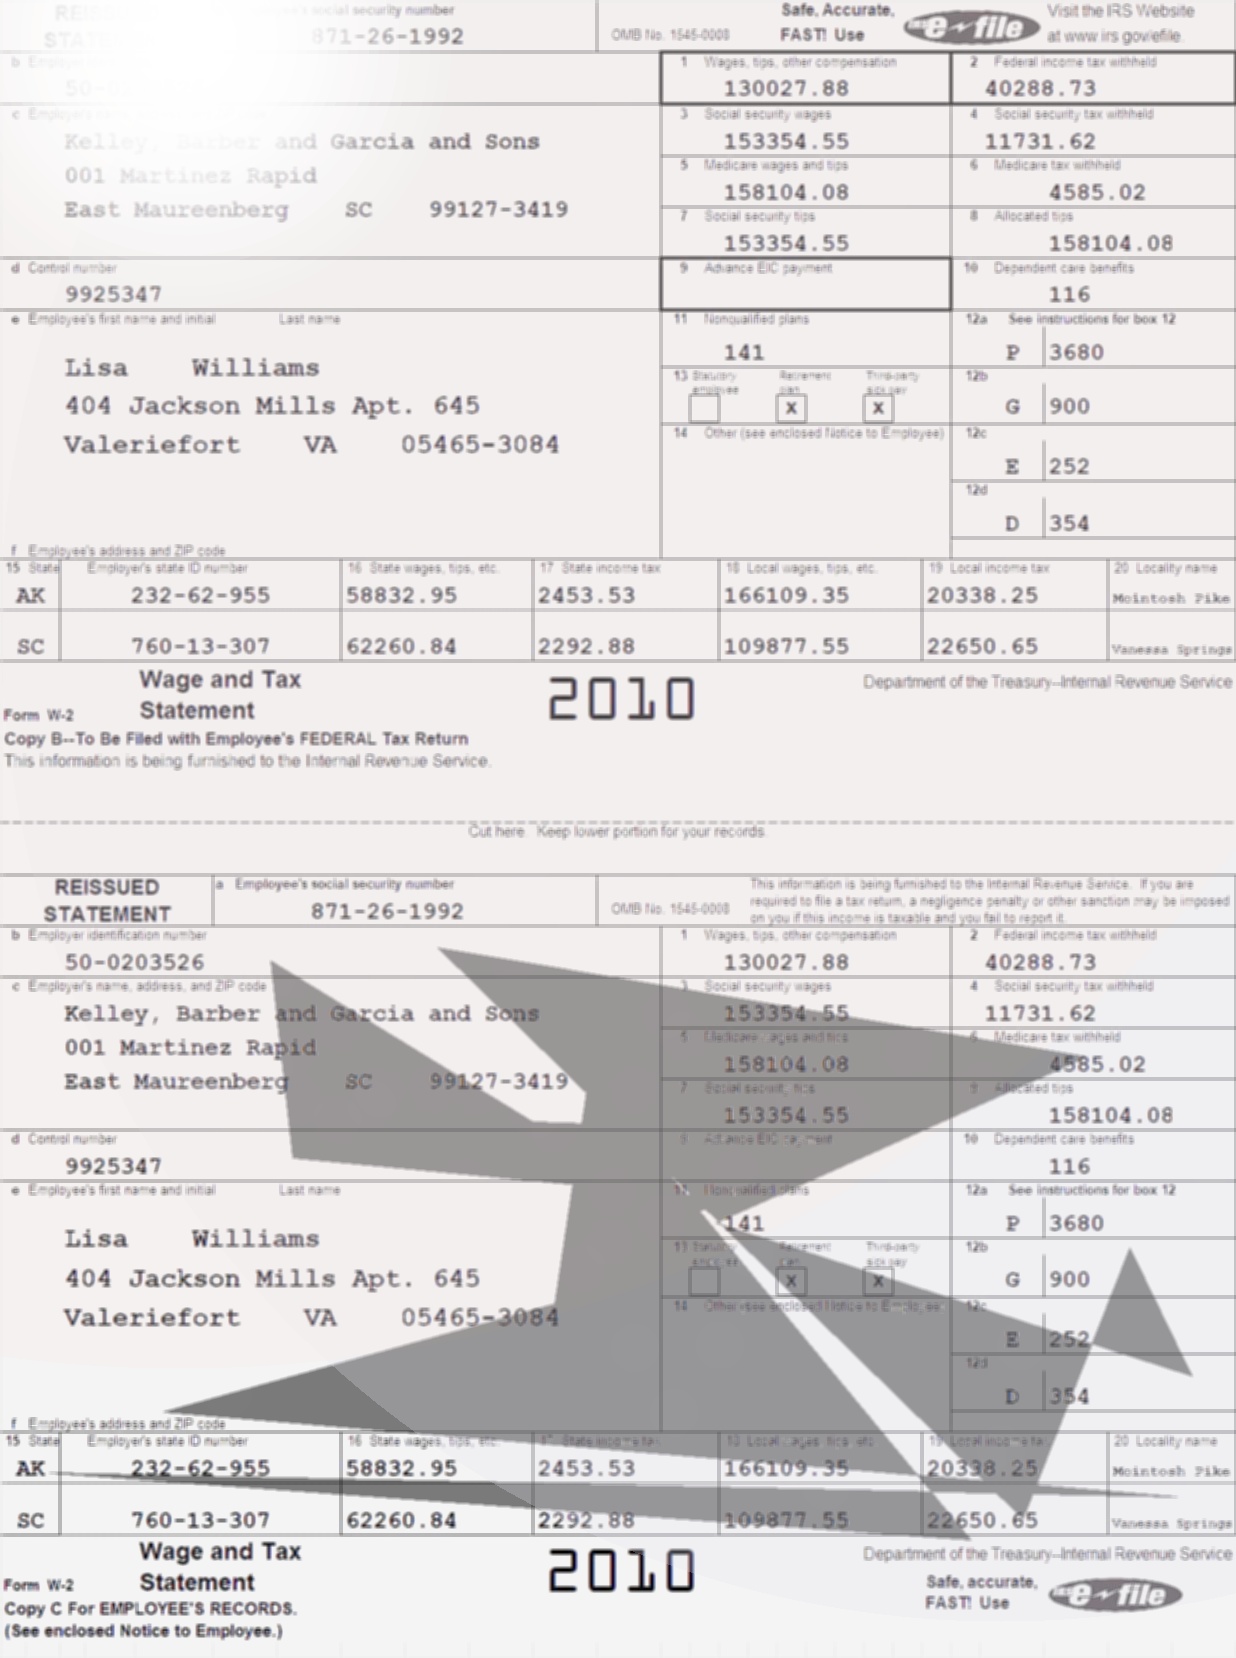 REISSUED a Employee's social security number Safe, Accurate, Visit the IRS Website
STATEMENT 871-26-1992 OMB No. 1545-0008 FAST! Use IRS e-file at www.irs.gov/efile.
b Employer 1 Wages, tips, other compensation 2 Federal income tax withheld
50-02 130027.88 40288.73
c Employer's 3 Social security wages 4 Social security tax withheld
Kelley, Barber and Garcia and Sons 153354.55 11731.62
5 Medicare wages and tips 6 Medicare tax withheld
001 Martinez Rapid 158104.08 4585.02
East Maureenberg SC 99127-3419 7 Social security tips 8 Allocated tips
153354.55 158104.08
d Control number 9 Advance EIC payment 10 Dependent care benefits
9925347 116
e Employee's first name and initial Last name 11 Nonqualified plans 12a See instructions for box 12
Lisa Williams 141 P 3680
13 Statutory employee Retirement plan Third-party sick pay 12b
404 Jackson Mills Apt. 645 X X G 900
Valeriefort VA 05465-3084 14 Other (see enclosed Notice to Employee) 12c
E 252
12d
D 354
f Employee's address and ZIP code
15 State Employer's state ID number 16 State wages, tips, etc. 17 State income tax 18 Local wages, tips, etc. 19 Local income tax 20 Locality name
AK 232-62-955 58832.95 2453.53 166109.35 20338.25 Mcintosh Pike
SC 760-13-307 62260.84 2292.88 109877.55 22650.65 Vanessa Springs
Wage and Tax 2010 Department of the Treasury--Internal Revenue Service
Form W-2 Statement
Copy B--To Be Filed with Employee's FEDERAL Tax Return
This information is being furnished to the Internal Revenue Service.
Cut here. Keep lower portion for your records.
REISSUED a Employee's social security number This information is being furnished to the Internal Revenue Service. If you are
STATEMENT 871-26-1992 OMB No. 1545-0008 required to file a tax return, a negligence penalty or other sanction may be imposed
on you if this income is taxable and you fail to report it.
b Employer identification number 1 Wages, tips, other compensation 2 Federal income tax withheld
50-0203526 130027.88 40288.73
c Employer's name, address, and ZIP code 3 Social security wages 4 Social security tax withheld
Kelley, Barber and Garcia and Sons 153354.55 11731.62
5 Medicare wages and tips 6 Medicare tax withheld
001 Martinez Rapid 158104.08 4585.02
East Maureenberg SC 99127-3419 7 Social security tips 8 Allocated tips
153354.55 158104.08
d Control number 9 Advance EIC payment 10 Dependent care benefits
9925347 116
e Employee's first name and initial Last name 11 Nonqualified plans 12a See instructions for box 12
Lisa Williams 141 P 3680
13 Statutory employee Retirement plan Third-party sick pay 12b
404 Jackson Mills Apt. 645 X X G 900
Valeriefort VA 05465-3084 14 Other (see enclosed Notice to Employee) 12c
E 252
12d
D 354
f Employee's address and ZIP code
15 State Employer's state ID number 16 State wages, tips, etc. 17 State income tax 18 Local wages, tips, etc. 19 Local income tax 20 Locality name
AK 232-62-955 58832.95 2453.53 166109.35 20338.25 Mcintosh Pike
SC 760-13-307 62260.84 2292.88 109877.55 22650.65 Vanessa Springs
Wage and Tax 2010 Department of the Treasury--Internal Revenue Service
Form W-2 Statement Safe, accurate,
FAST! Use IRS e-file
Copy C For EMPLOYEE'S RECORDS.
(See enclosed Notice to Employee.)